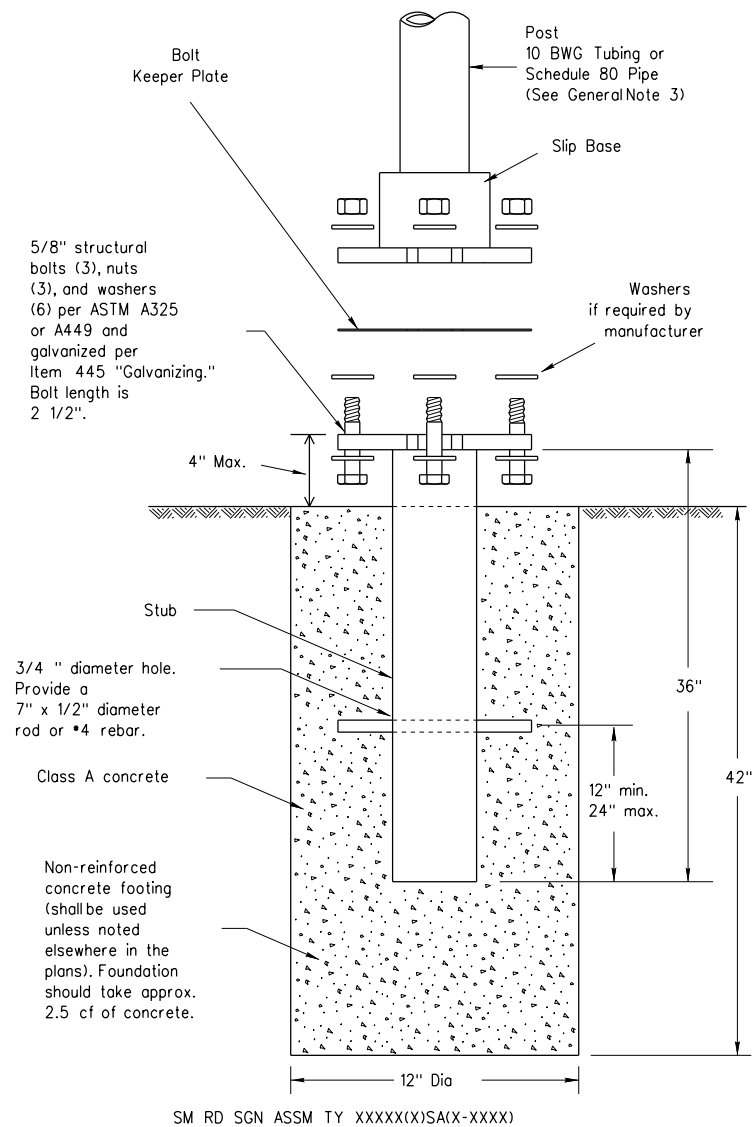 Bolt
Keeper Plate
Post
10 BWG Tubing or
Schedule 80 Pipe
(See General Note 3)
Slip Base
5/8" structural
bolts (3), nuts
(3), and washers
(6) per ASTM A325
or A449 and
galvanized per
Item 445 "Galvanizing."
Bolt length is
2 1/2".
Washers
if required by
manufacturer
4" Max.
Stub
3/4 " diameter hole.
Provide a
7" x 1/2" diameter
rod or #4 rebar.
Class A concrete
36"
12" min.
24" max.
42"
Non-reinforced
concrete footing
(shall be used
unless noted
elsewhere in the
plans). Foundation
should take approx.
2.5 cf of concrete.
12" Dia
SM RD SGN ASSM TY XXXXX(X)SA(X-XXXX)